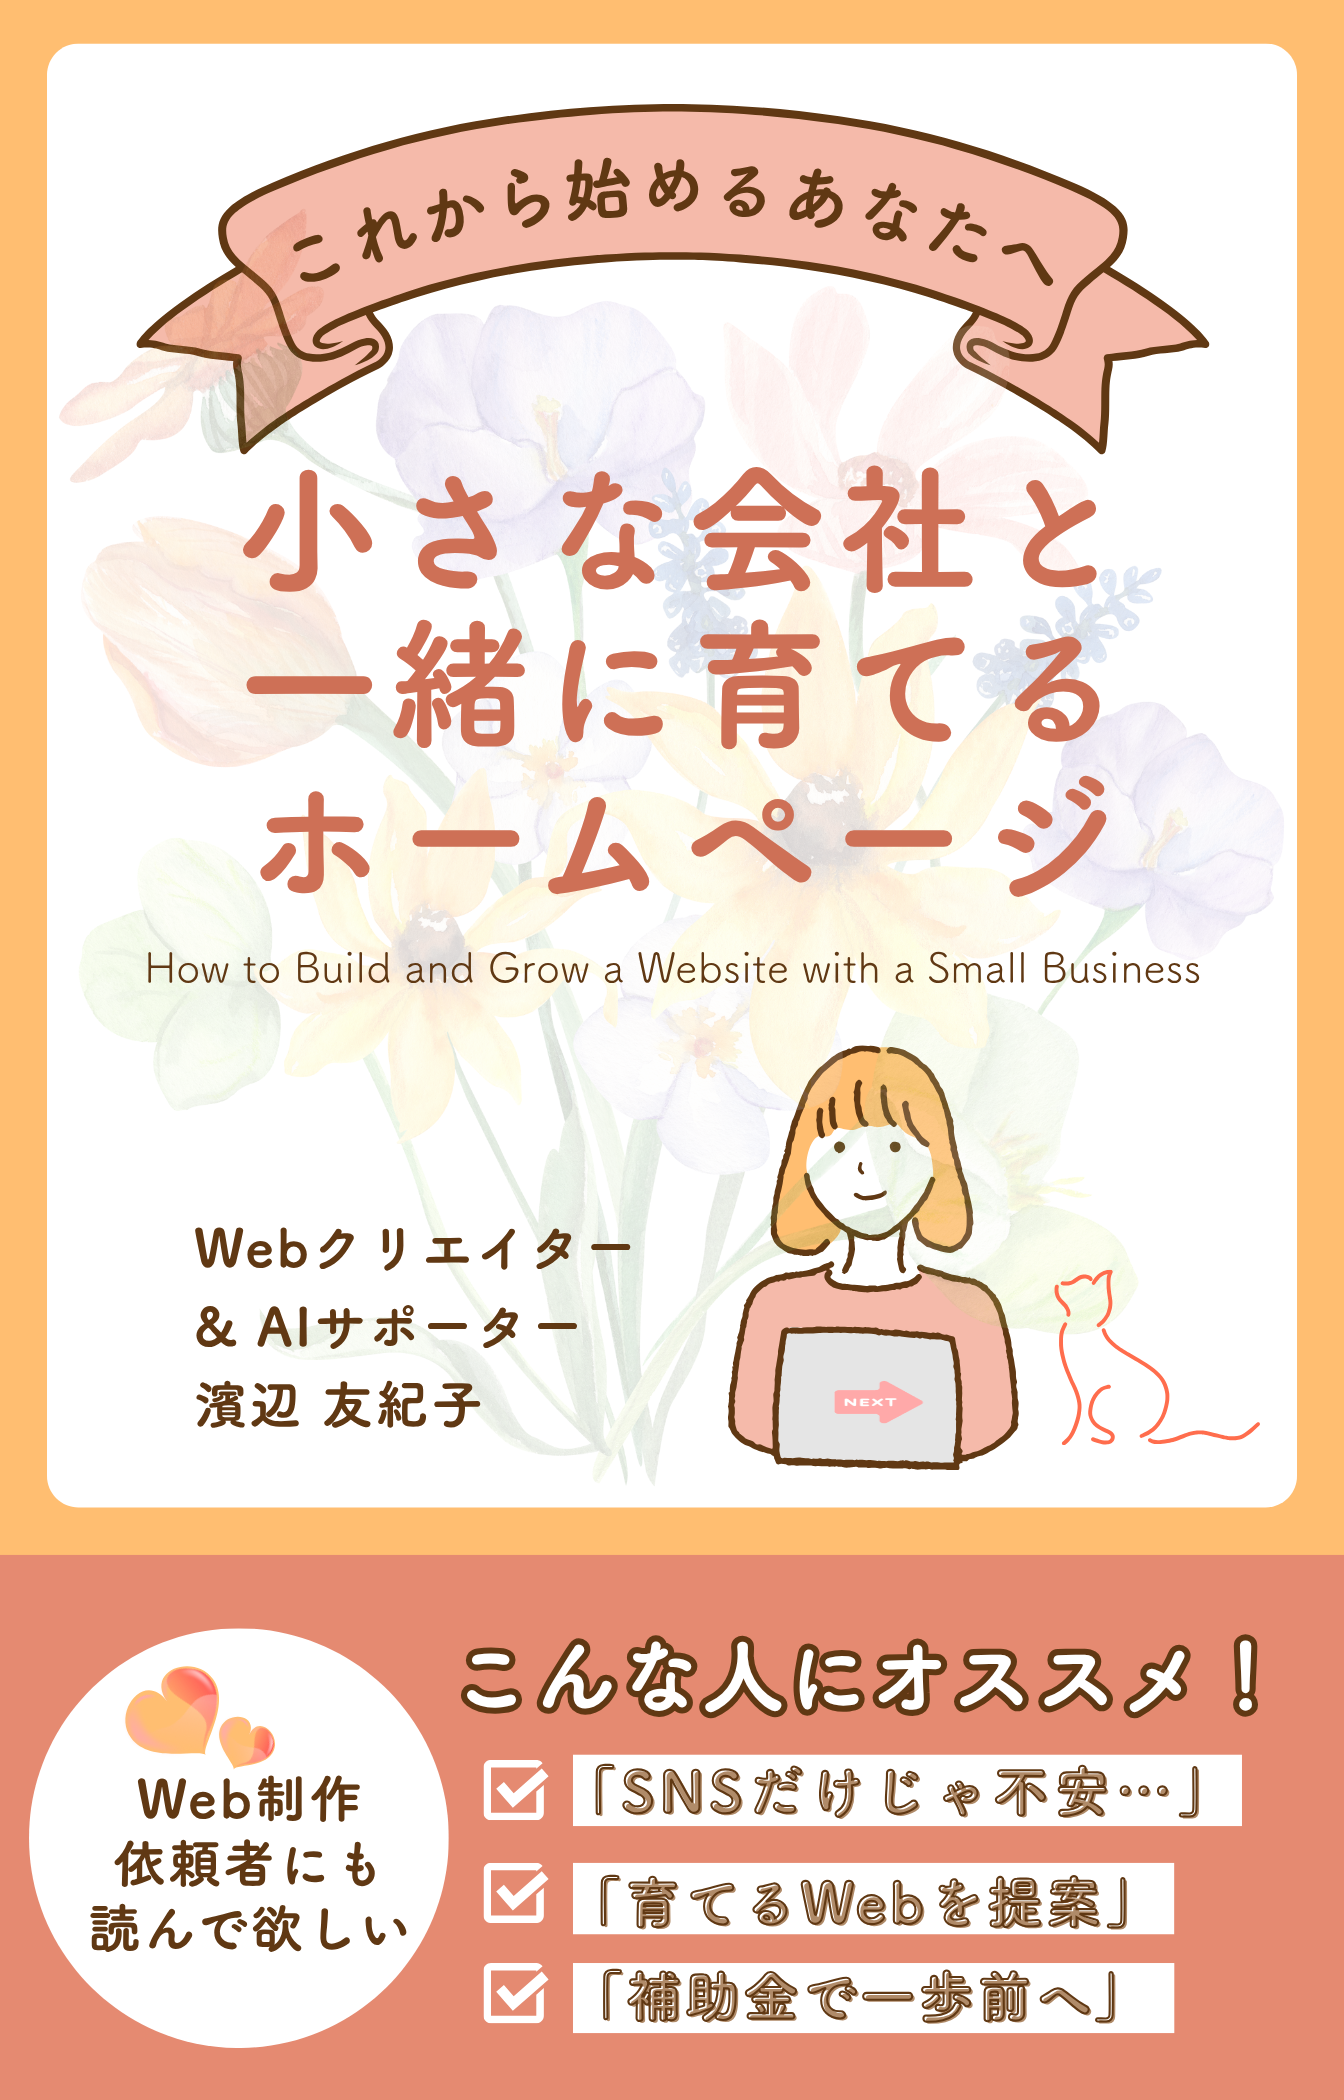 これから始めるあなたへ
小さな会社と
一緒に育てる
ホームページ
How to Build and Grow a Website with a Small Business
Webクリエイター
& AIサポーター
濱辺 友紀子
NEXT
Web制作
依頼者にも
読んで欲しい
こんな人にオススメ！
「SNSだけじゃ不安…」
「育てるWebを提案」
「補助金で一歩前へ」